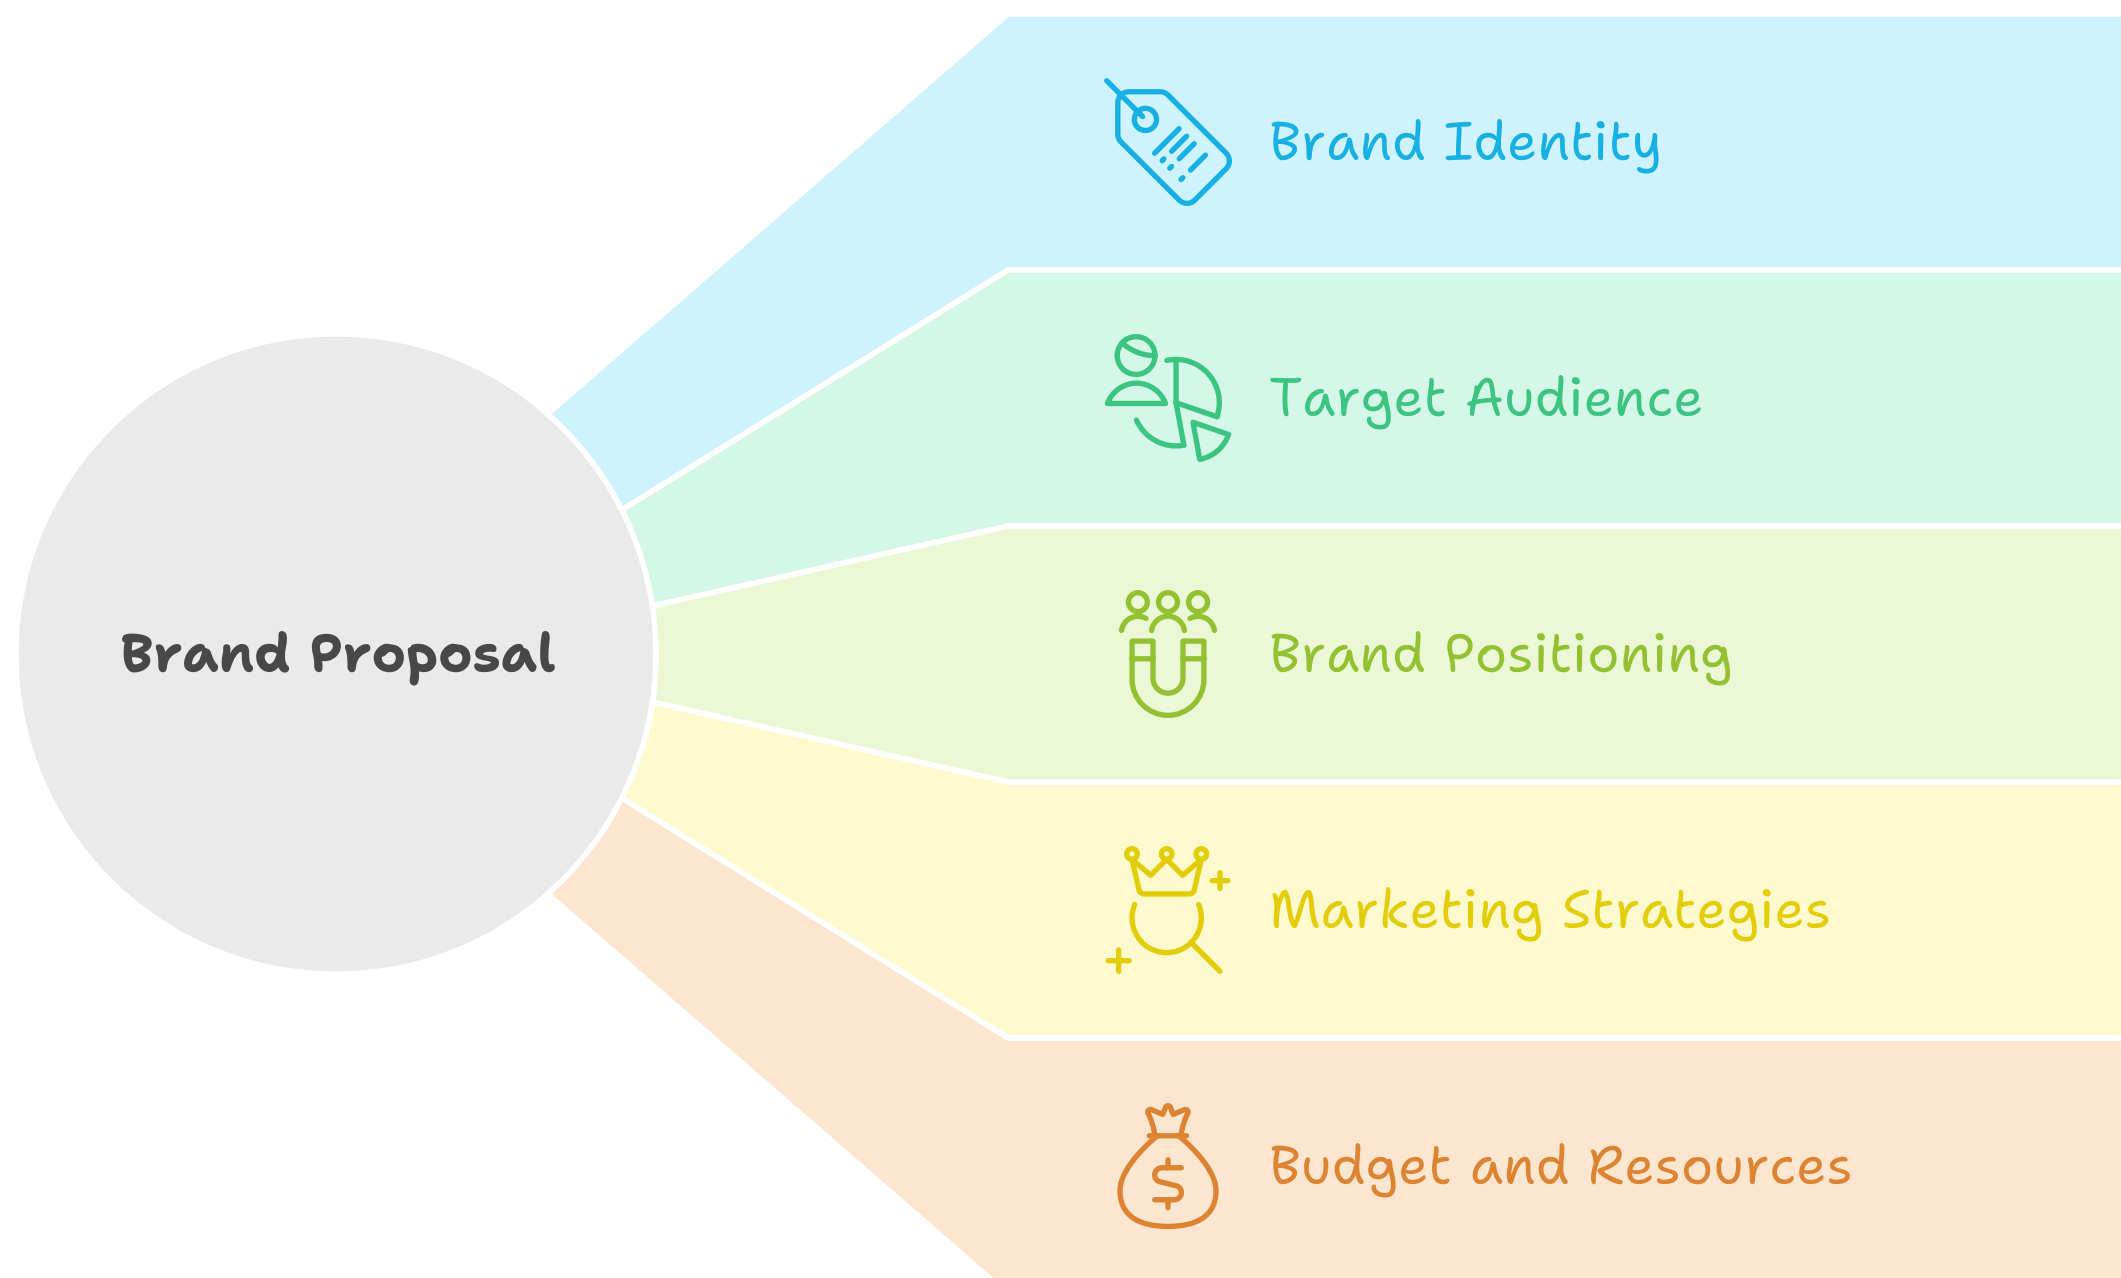 Brand Proposal
Brand Identity
Target Audience
Brand Positioning
Marketing Strategies
Budget and Resources